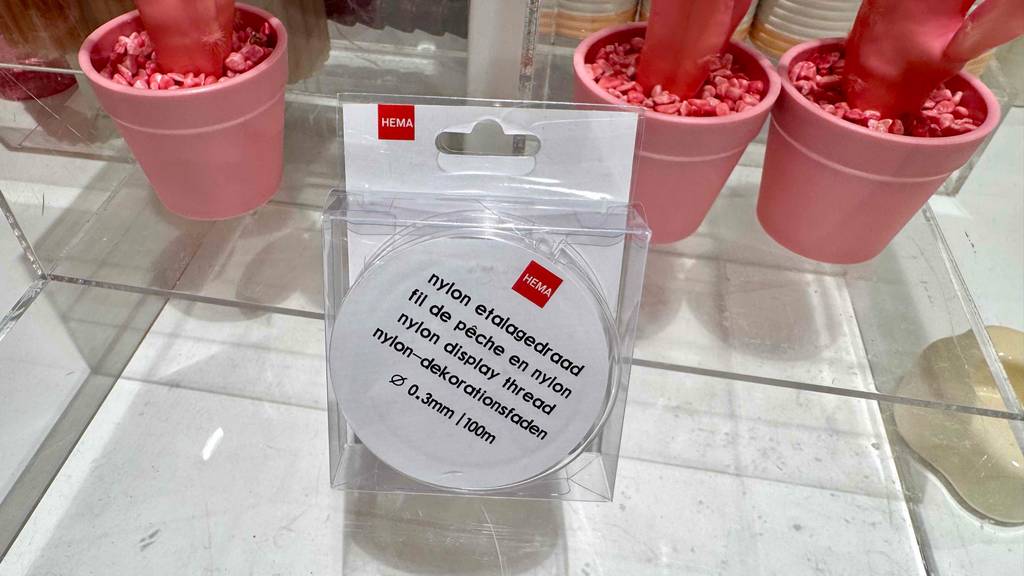 HEMA
HEMA
nylon etalagedraad
fil de pêche en nylon
nylon display thread
nylon-dekorationsfaden
Ø 0.3mm | 100m